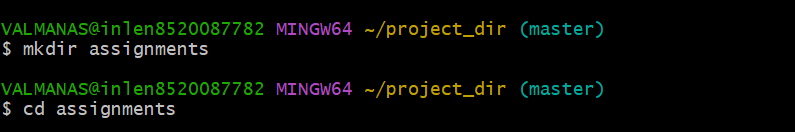 VALMANAS@inlen8520087782 MINGW64 ~/project_dir (master)
$ mkdir assignments
VALMANAS@inlen8520087782 MINGW64 ~/project_dir (master)
$ cd assignments